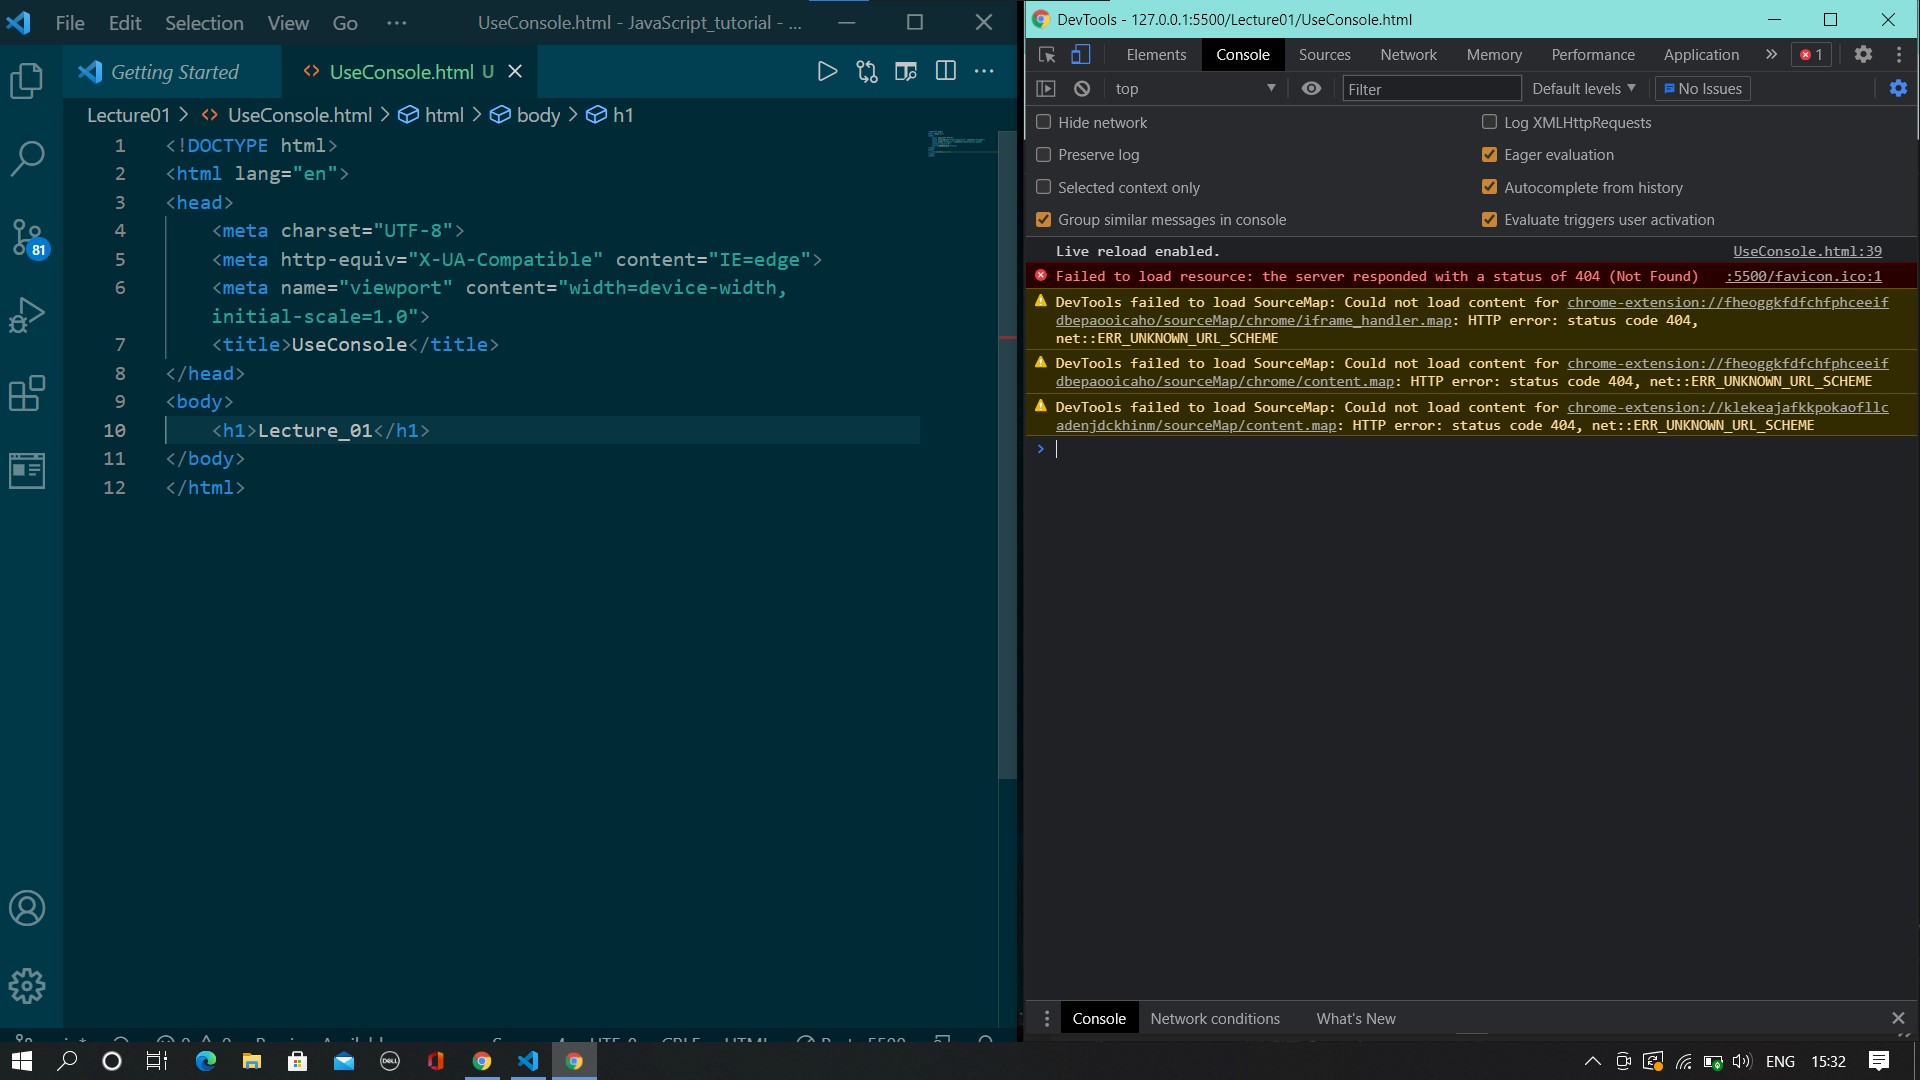 File Edit Selection View Go ··· UseConsole.html - JavaScript_tutorial - ...
Getting Started UseConsole.html U
Lecture01 > UseConsole.html > html > body > h1
1 <!DOCTYPE html>
2 <html lang="en">
3 <head>
4 <meta charset="UTF-8">
5 <meta http-equiv="X-UA-Compatible" content="IE=edge">
6 <meta name="viewport" content="width=device-width,
initial-scale=1.0">
7 <title>UseConsole</title>
8 </head>
9 <body>
10 <h1>Lecture_01</h1>
11 </body>
12 </html>
81
DevTools - 127.0.0.1:5500/Lecture01/UseConsole.html
Elements Console Sources Network Memory Performance Application » 1
top Filter Default levels No Issues
Hide network Log XMLHttpRequests
Preserve log Eager evaluation
Selected context only Autocomplete from history
Group similar messages in console Evaluate triggers user activation
Live reload enabled. UseConsole.html:39
Failed to load resource: the server responded with a status of 404 (Not Found) :5500/favicon.ico:1
DevTools failed to load SourceMap: Could not load content for chrome-extension://fheoggkfdfchfphceeif
dbepaooicaho/sourceMap/chrome/iframe_handler.map: HTTP error: status code 404,
net::ERR_UNKNOWN_URL_SCHEME
DevTools failed to load SourceMap: Could not load content for chrome-extension://fheoggkfdfchfphceeif
dbepaooicaho/sourceMap/chrome/content.map: HTTP error: status code 404, net::ERR_UNKNOWN_URL_SCHEME
DevTools failed to load SourceMap: Could not load content for chrome-extension://klekeajafkkpokaofllc
adenjdckhinm/sourceMap/content.map: HTTP error: status code 404, net::ERR_UNKNOWN_URL_SCHEME
>
Console Network conditions What's New
DELL
ENG 15:32